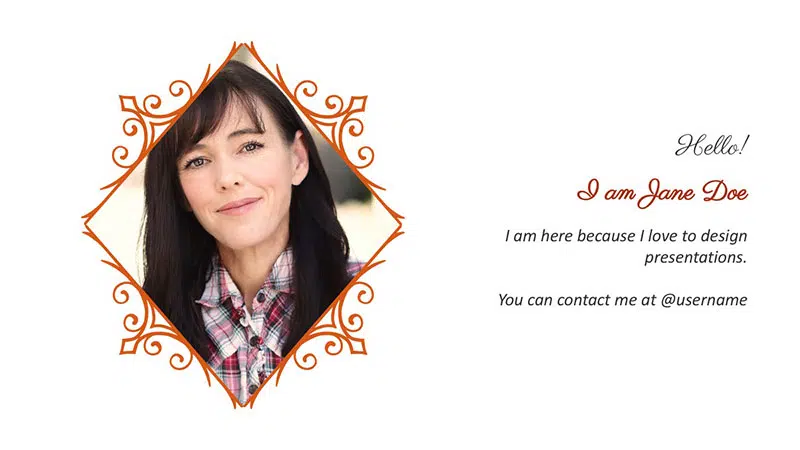 Hello!
I am Jane Doe
I am here because I love to design
presentations.
You can contact me at @username